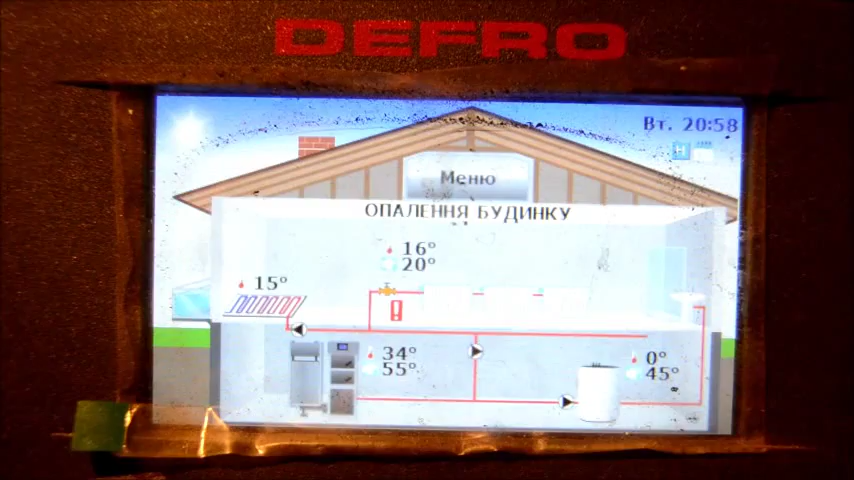 DEFRO
Вт. 20:58
Меню
ОПАЛЕННЯ БУДИНКУ
16°
20°
15°
34°
55°
0°
45°